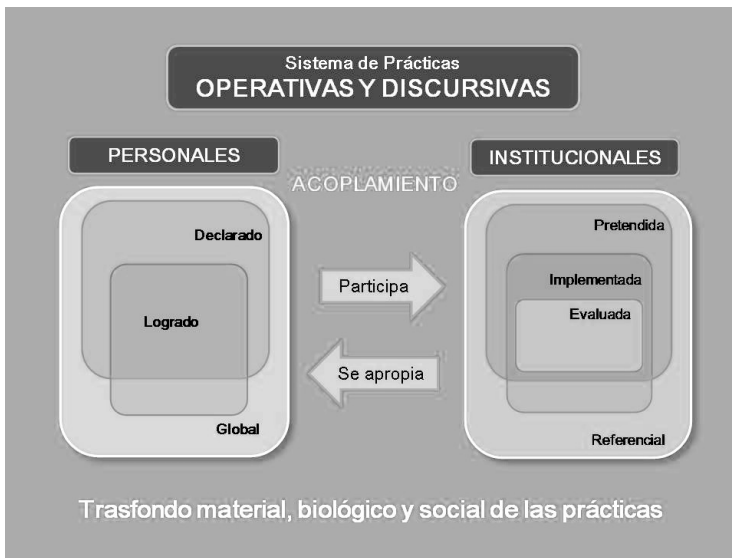 Sistema de Prácticas
OPERATIVAS Y DISCURSIVAS
PERSONALES
INSTITUCIONALES
ACOPLAMIENTO
Declarado
Logrado
Global
Participa
Se apropia
Pretendida
Implementada
Evaluada
Referencial
Trasfondo material, biológico y social de las prácticas